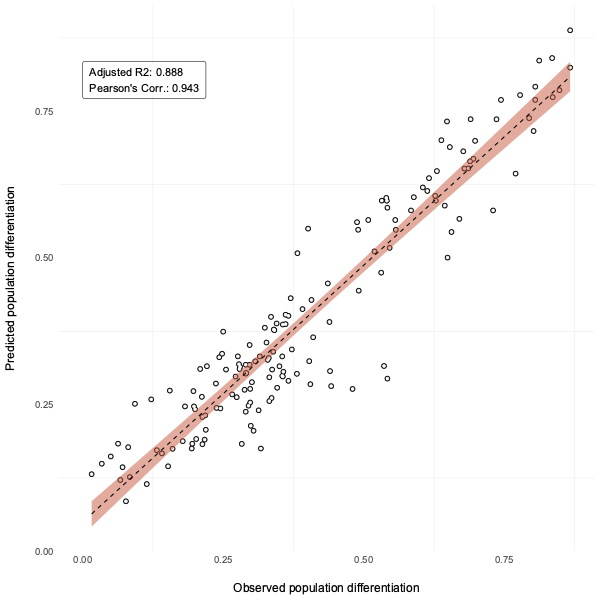 Adjusted R2: 0.888
Pearson's Corr.: 0.943
0.75
0.50
0.25
0.00
Predicted population differentiation
0.00 0.25 0.50 0.75
Observed population differentiation